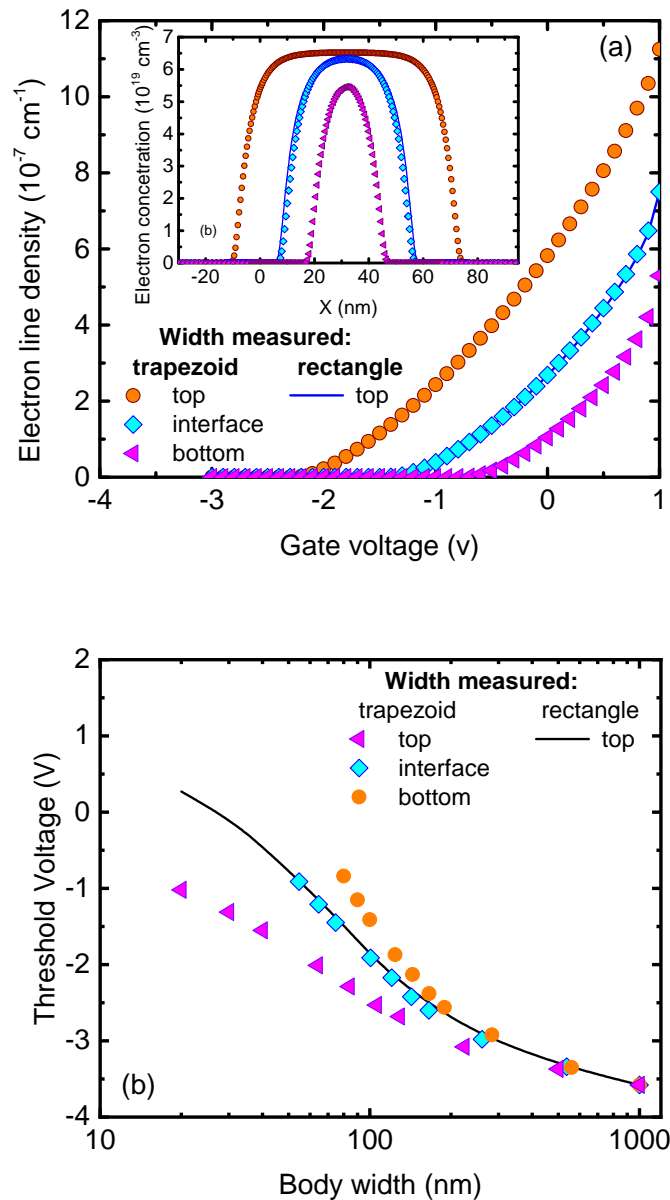 12
10
8
6
4
2
0
-4
-3
-2
-1
0
1
Electron line density (10⁻⁷ cm⁻¹)
Gate voltage (v)
(a)
7
6
5
4
3
2
1
0
-20
0
20
40
60
80
Electron concetration (10¹⁹ cm⁻³)
X (nm)
(b)
Width measured:
trapezoid rectangle
top top
interface
bottom
2
1
0
-1
-2
-3
-4
10
100
1000
Threshold Voltage (V)
Body width (nm)
Width measured:
trapezoid rectangle
top top
interface
bottom
(b)